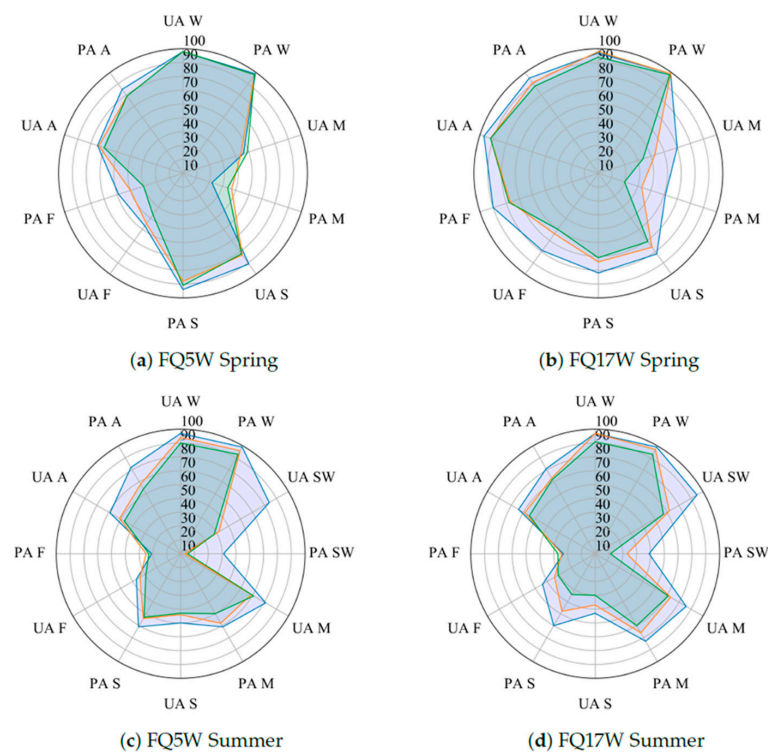 UA W
PA A
PA W
UA A
UA M
PA F
PA M
UA F
UA S
PA S
100
90
80
70
60
50
40
30
20
10
(a) FQ5W Spring
UA W
PA A
PA W
UA A
UA M
PA F
PA M
UA F
UA S
PA S
100
90
80
70
60
50
40
30
20
10
(b) FQ17W Spring
UA W
PA A
PA W
UA A
UA SW
PA F
PA SW
UA F
UA M
PA S
PA M
UA S
100
90
80
70
60
50
40
30
20
10
(c) FQ5W Summer
UA W
PA A
PA W
UA A
UA SW
PA F
PA SW
UA F
UA M
PA S
PA M
UA S
100
90
80
70
60
50
40
30
20
10
(d) FQ17W Summer